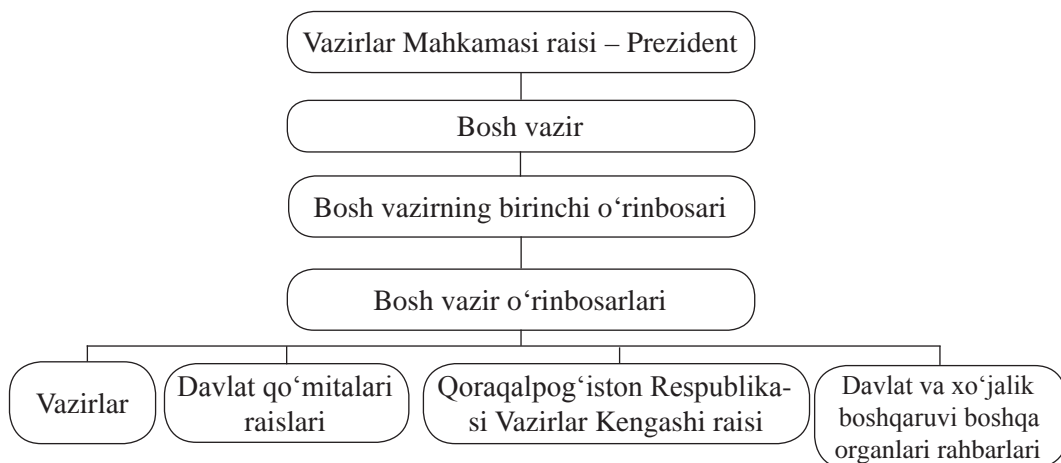 Vazirlar Mahkamasi raisi – Prezident
Bosh vazir
Bosh vazirning birinchi o‘rinbosari
Bosh vazir o‘rinbosarlari
Vazirlar
Davlat qo‘mitalari
raislari
Qoraqalpog‘iston Respublika-
si Vazirlar Kengashi raisi
Davlat va xo‘jalik
boshqaruvi boshqa
organlari rahbarlari